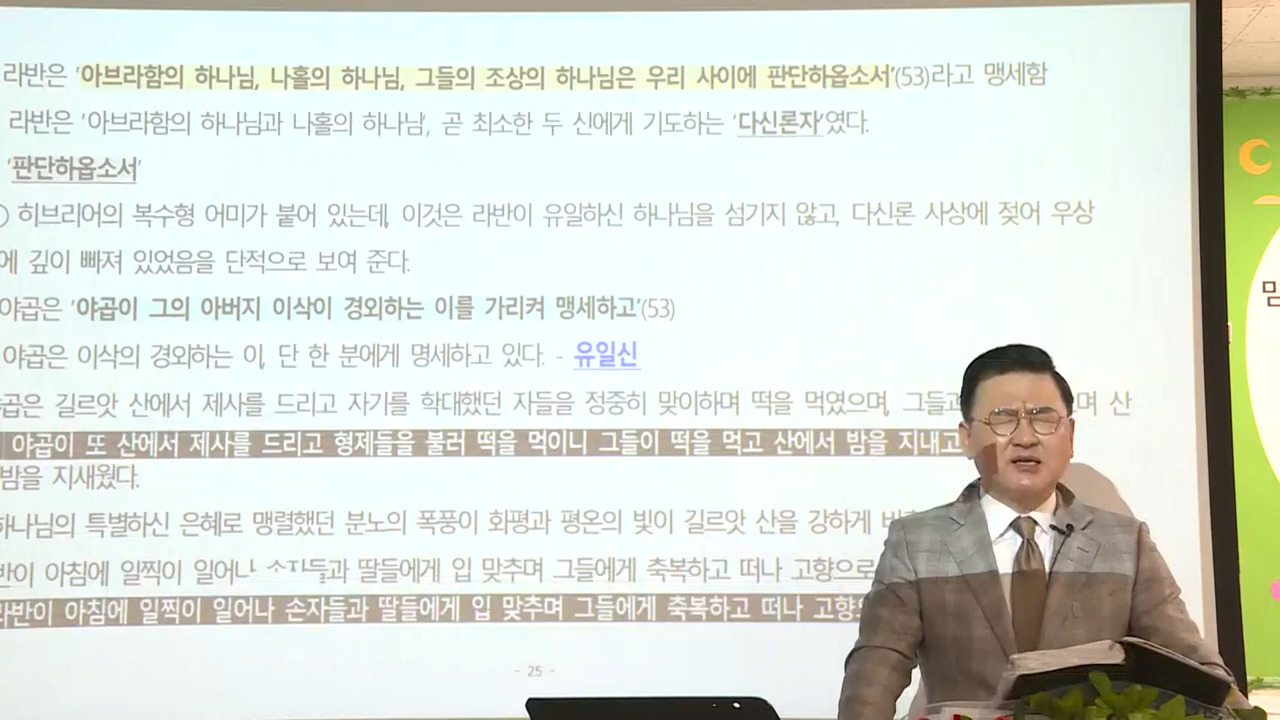 라반은 '아브라함의 하나님, 나홀의 하나님, 그들의 조상의 하나님은 우리 사이에 판단하옵소서'(53)라고 맹세함
라반은 '아브라함의 하나님과 나홀의 하나님', 곧 최소한 두 신에게 기도하는 '다신론자'였다.
'판단하옵소서'
히브리어의 복수형 어미가 붙어 있는데, 이것은 라반이 유일하신 하나님을 섬기지 않고, 다신론 사상에 젖어 우상
에 깊이 빠져 있었음을 단적으로 보여 준다.
야곱은 '야곱이 그의 아버지 이삭이 경외하는 이를 가리켜 맹세하고'(53)
야곱은 이삭의 경외하는 이, 단 한 분에게 명세하고 있다. - 유일신
곱은 길르앗 산에서 제사를 드리고 자기를 학대했던 자들을 정중히 맞이하며 떡을 먹였으며, 그들과 며 산
야곱이 또 산에서 제사를 드리고 형제들을 불러 떡을 먹이니 그들이 떡을 먹고 산에서 밤을 지내고
밤을 지새웠다.
하나님의 특별하신 은혜로 맹렬했던 분노의 폭풍이 화평과 평온의 빛이 길르앗 산을 강하게
반이 아침에 일찍이 일어나 손자들과 딸들에게 입 맞추며 그들에게 축복하고 떠나 고향으로
라반이 아침에 일찍이 일어나 손자들과 딸들에게 입 맞추며 그들에게 축복하고 떠나 고향으
- 25 -
믿